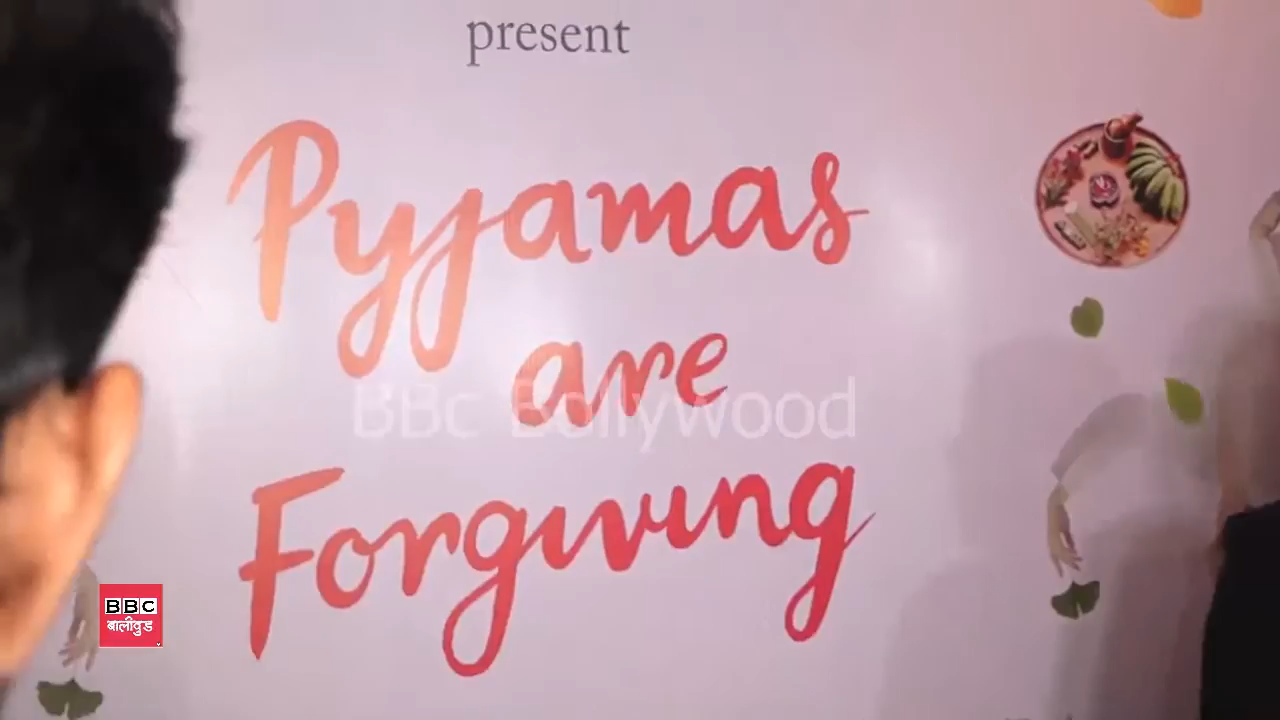 present
Pyjamas
are
BBc Bollywood
Forgiving
BBC
बालीवुड